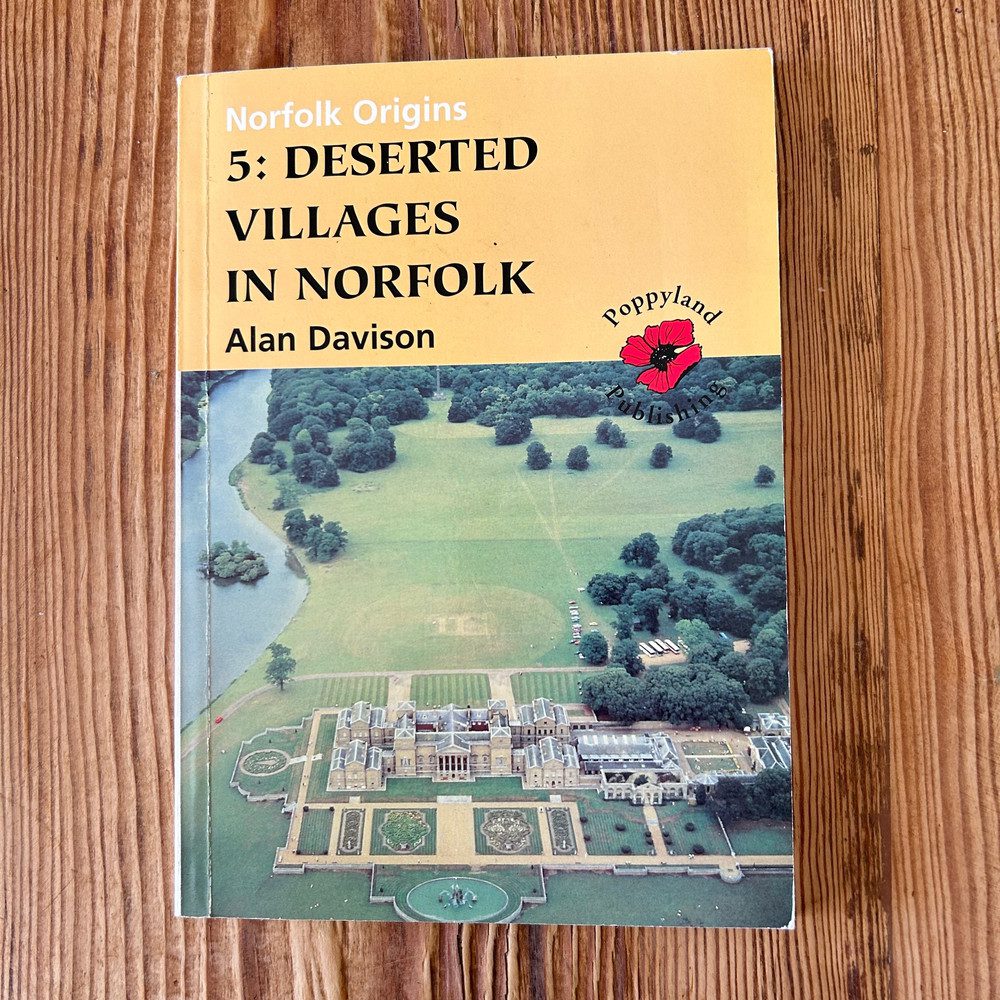 Norfolk Origins
5: DESERTED
VILLAGES
IN NORFOLK
Alan Davison
Poppyland
Publishing